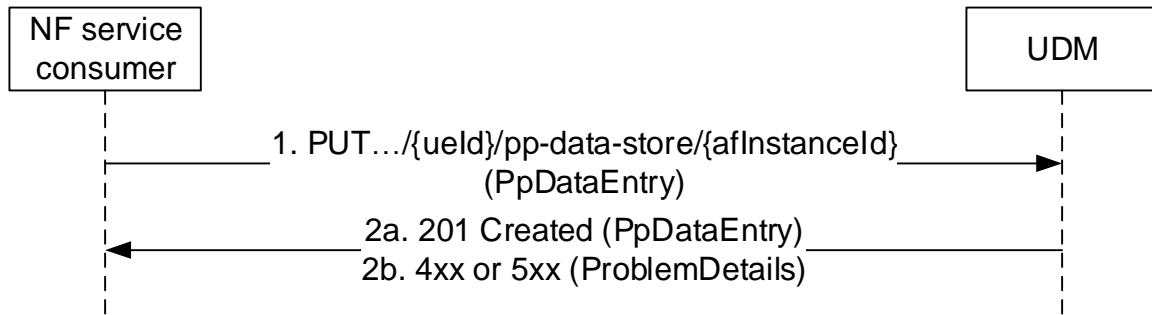 NF service
consumer
UDM
1. PUT…/{ueId}/pp-data-store/{afInstanceId}
(PpDataEntry)
2a. 201 Created (PpDataEntry)
2b. 4xx or 5xx (ProblemDetails)